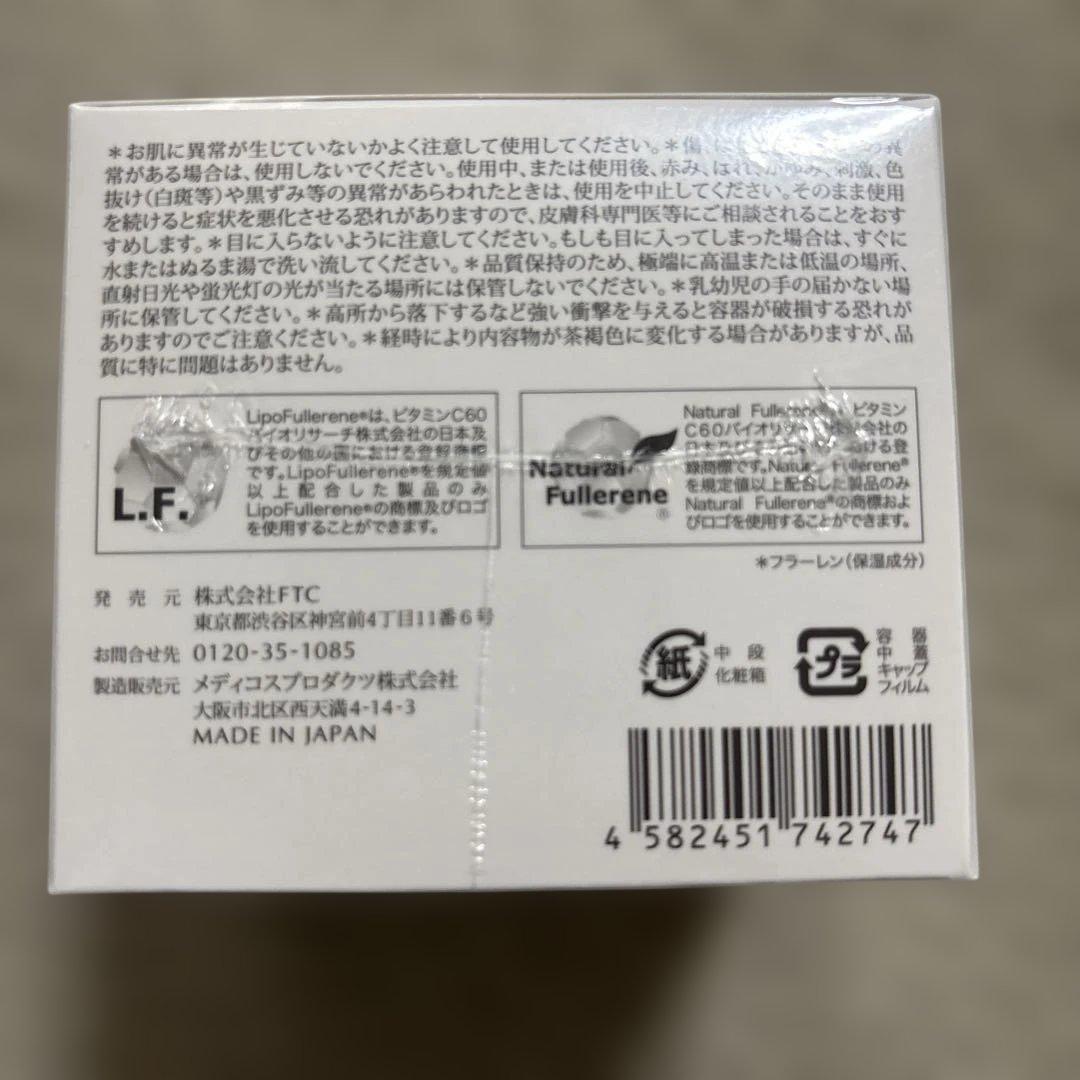 ＊お肌に異常が生じていないかよく注意して使用してください。＊傷、は
常がある場合は、使用しないでください。使用中、または使用後、赤み、はれ、かゆみ、刺激、色
抜け（白斑等）や黒ずみ等の異常があらわれたときは、使用を中止してください。そのまま使用
を続けると症状を悪化させる恐れがありますので、皮膚科専門医等にご相談されることをおす
すめします。＊目に入らないように注意してください。もしも目に入ってしまった場合は、すぐに
水またはぬるま湯で洗い流してください。＊品質保持のため、極端に高温または低温の場所、
直射日光や蛍光灯の光が当たる場所には保管しないでください。＊乳幼児の手の届かない場
所に保管してください。＊高所から落下するなど強い衝撃を与えると容器が破損する恐れが
ありますのでご注意ください。＊経時により内容物が茶褐色に変化する場合がありますが、品
質に特に問題はありません。
L.F.
LipoFullerene®は、ビタミンC60
バイオリサーチ株式会社の日本及
びその他の国における登録商標
です。LipoFullerene®を規定値
以上配合した製品のみ
LipoFullerene®の商標及びロゴ
を使用することができます。
Natural
Fullerene
®
Natural Fullerene® ビタミン
C60バイオリサ 会社の
日本及び ける登
録商標です。Natu Fullerene®
を規定値以上配合した製品のみ
Natural Fullerene®の商標およ
びロゴを使用することができます。
＊フラーレン（保湿成分）
発売元 株式会社FTC
東京都渋谷区神宮前4丁目11番6号
お問合せ先 0120-35-1085
製造販売元 メディコスプロダクツ株式会社
大阪市北区西天満4-14-3
MADE IN JAPAN
紙
中段
化粧箱
プラ
容器
中蓋
キャップ
フィルム
4 582451 742747